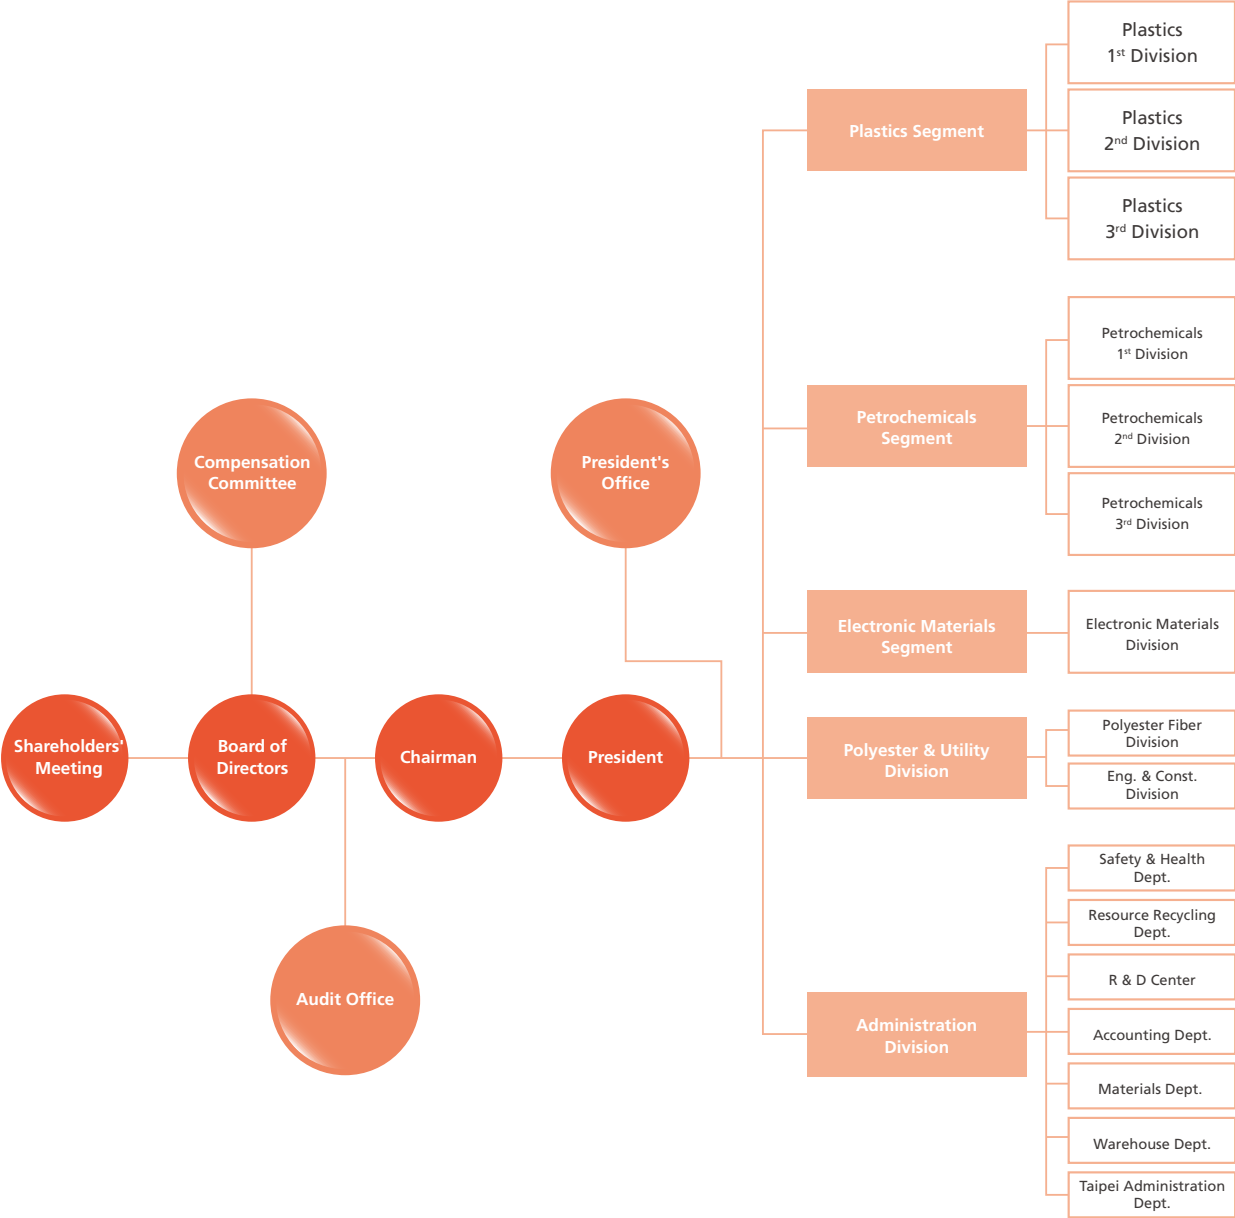 Plastics
1st Division
Plastics Segment
Plastics
2nd Division
Plastics
3rd Division
Petrochemicals
1st Division
Petrochemicals
Segment
Petrochemicals
2nd Division
Petrochemicals
3rd Division
Compensation
Committee
President's
Office
Electronic Materials
Segment
Electronic Materials
Division
Shareholders'
Meeting
Board of
Directors
Chairman
President
Polyester & Utility
Division
Polyester Fiber
Division
Eng. & Const.
Division
Audit Office
Administration
Division
Safety & Health
Dept.
Resource Recycling
Dept.
R & D Center
Accounting Dept.
Materials Dept.
Warehouse Dept.
Taipei Administration
Dept.